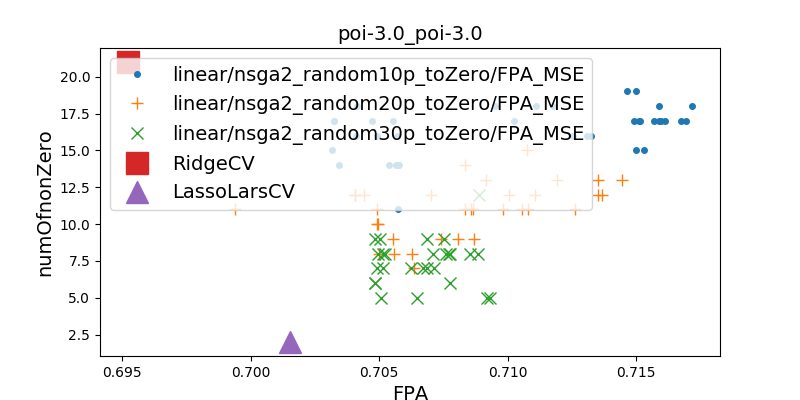 poi-3.0_poi-3.0
numOfnonZero
20.0
17.5
15.0
12.5
10.0
7.5
5.0
2.5
linear/nsga2_random10p_toZero/FPA_MSE
linear/nsga2_random20p_toZero/FPA_MSE
linear/nsga2_random30p_toZero/FPA_MSE
RidgeCV
LassoLarsCV
0.695 0.700 0.705 0.710 0.715
FPA